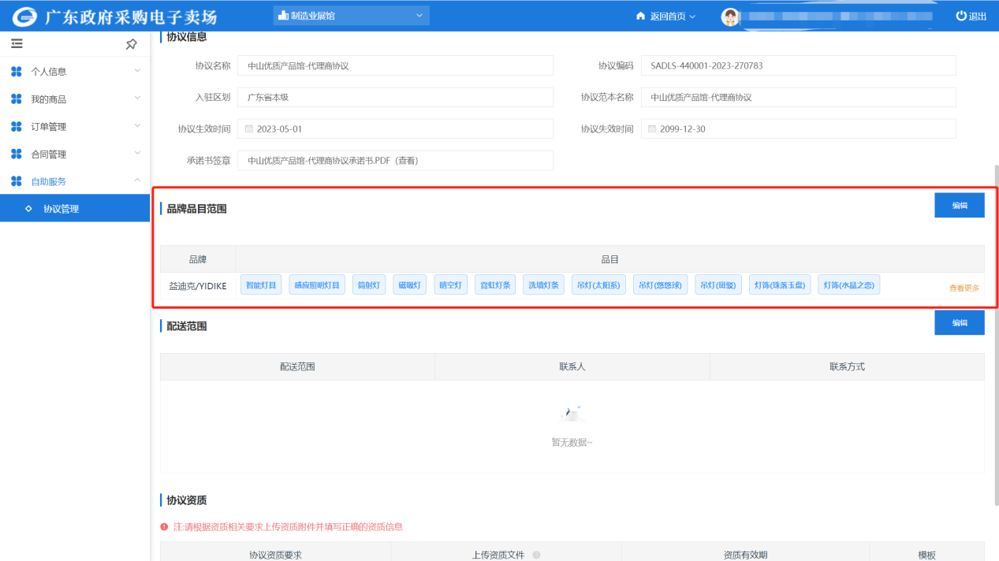 广东政府采购电子卖场
制造业展馆
返回首页
退出
个人信息
我的商品
订单管理
合同管理
自助服务
协议管理
协议信息
协议名称 中山优质产品馆-代理商协议 协议编码 SADLS-440001-2023-270783
入驻区划 广东省本级 协议范本名称 中山优质产品馆-代理商协议
协议生效时间 2023-05-01 协议失效时间 2099-12-30
承诺书签章 中山优质产品馆-代理商协议承诺书.PDF（查看）
品牌品目范围 编辑
品牌 品目
益迪克/YIDIKE 智能灯具 感应照明灯具 筒射灯 磁吸灯 晴空灯 霓虹灯条 洗墙灯条 吊灯(太阳系) 吊灯(悠悠球) 吊灯(斑驳) 灯饰(珠落玉盘) 灯饰(水晶之恋) 查看更多
配送范围 编辑
配送范围 联系人 联系方式
暂无数据~
协议资质
注:请根据资质相关要求上传资质附件并填写正确的资质信息
协议资质要求 上传资质文件 资质有效期 模板